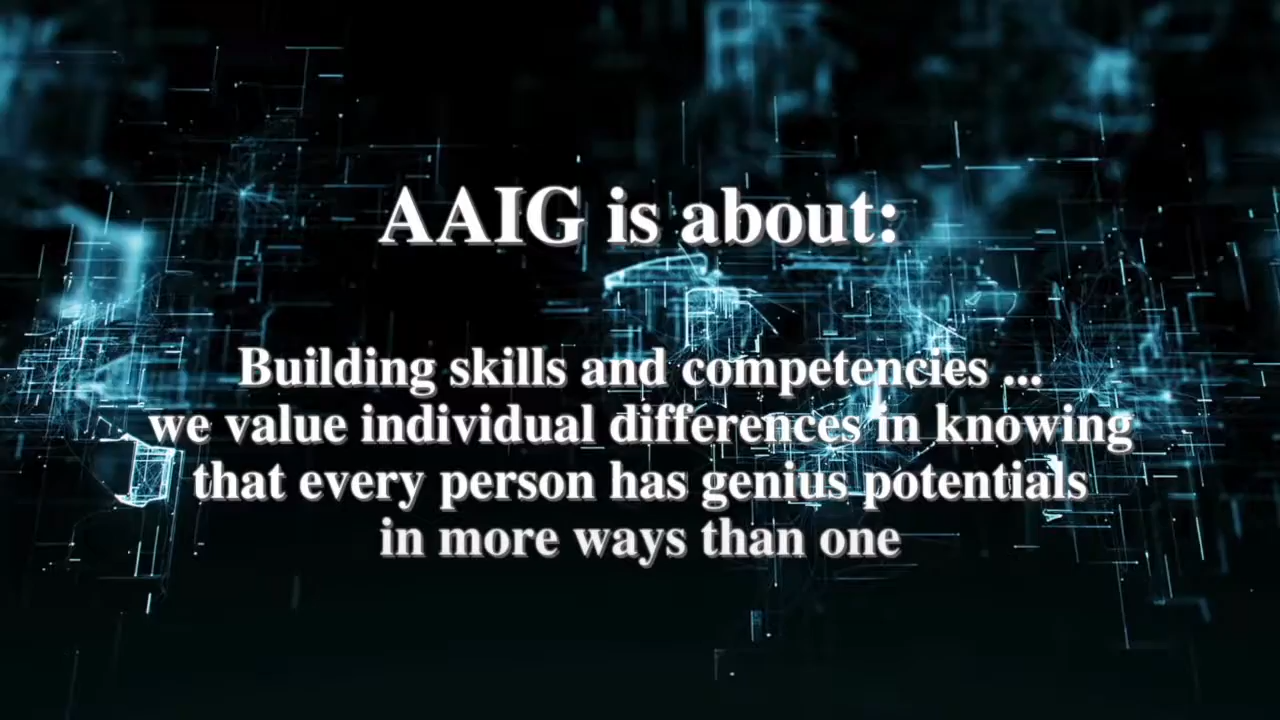 AAIG is about:
Building skills and competencies ...
we value individual differences in knowing
that every person has genius potentials
in more ways than one